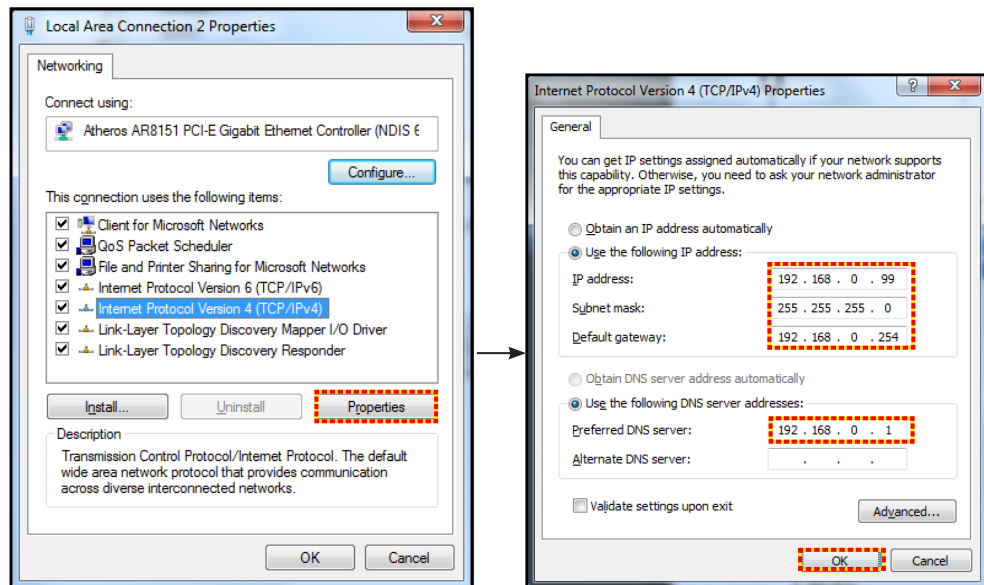 Local Area Connection 2 Properties
Networking
Connect using:
Atheros AR8151 PCI-E Gigabit Ethernet Controller (NDIS 6
Configure...
This connection uses the following items:
Client for Microsoft Networks
QoS Packet Scheduler
File and Printer Sharing for Microsoft Networks
Internet Protocol Version 6 (TCP/IPv6)
Internet Protocol Version 4 (TCP/IPv4)
Link-Layer Topology Discovery Mapper I/O Driver
Link-Layer Topology Discovery Responder
Install...
Uninstall
Properties
Description
Transmission Control Protocol/Internet Protocol. The default
wide area network protocol that provides communication
across diverse interconnected networks.
OK
Cancel
Internet Protocol Version 4 (TCP/IPv4) Properties
General
You can get IP settings assigned automatically if your network supports
this capability. Otherwise, you need to ask your network administrator
for the appropriate IP settings.
Obtain an IP address automatically
Use the following IP address:
IP address: 192 . 168 . 0 . 99
Subnet mask: 255 . 255 . 255 . 0
Default gateway: 192 . 168 . 0 . 254
Obtain DNS server address automatically
Use the following DNS server addresses:
Preferred DNS server: 192 . 168 . 0 . 1
Alternate DNS server: . . .
Validate settings upon exit
Advanced...
OK
Cancel